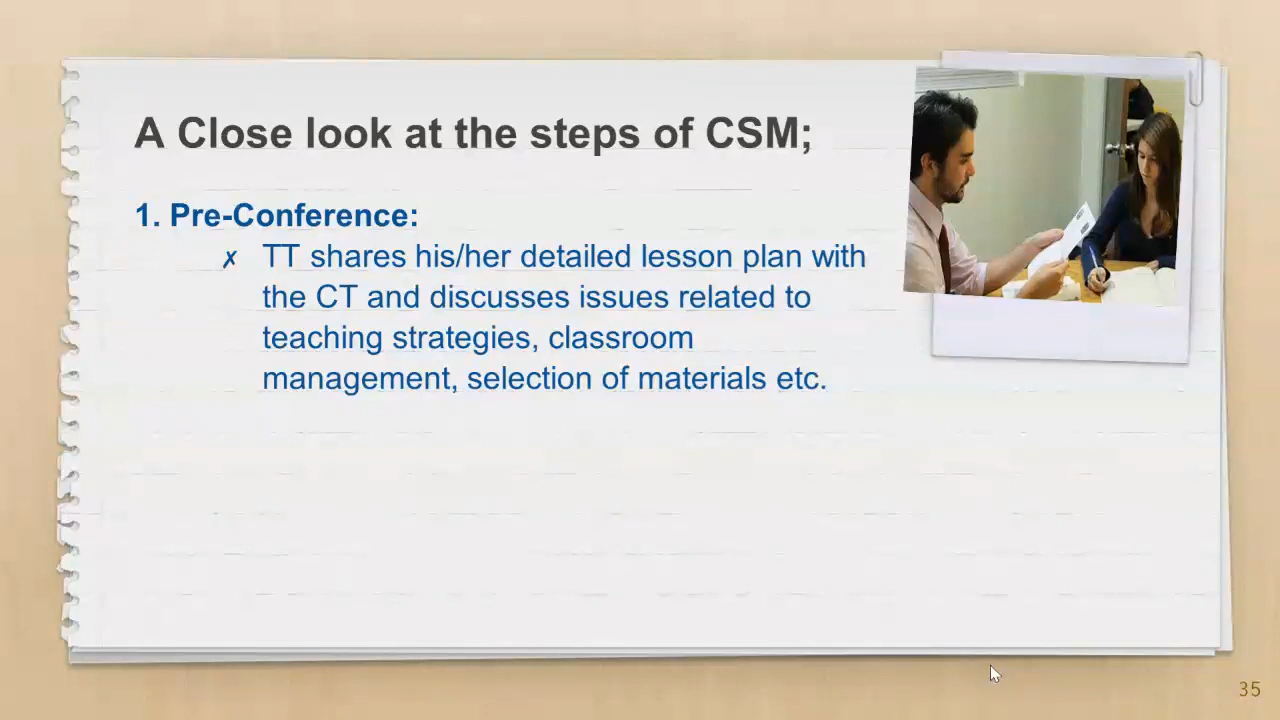 A Close look at the steps of CSM;
1. Pre-Conference:
✗ TT shares his/her detailed lesson plan with
the CT and discusses issues related to
teaching strategies, classroom
management, selection of materials etc.
35